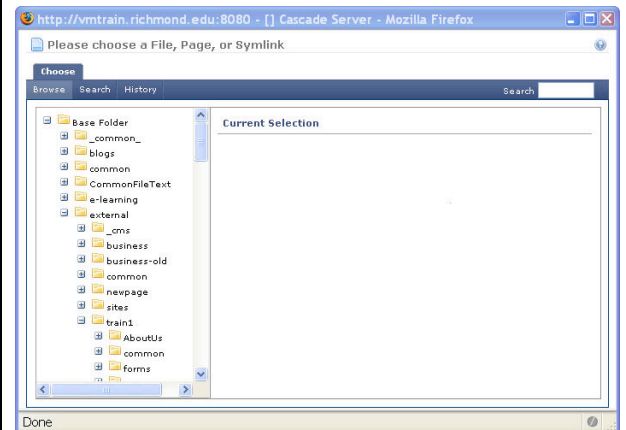 http://vmtrain.richmond.edu:8080 - [] Cascade Server - Mozilla Firefox
Please choose a File, Page, or Symlink
Choose
Browse Search History Search
Base Folder
_common_
blogs
common
CommonFileText
e-learning
external
_cms
business
business-old
common
newpage
sites
train1
AboutUs
common
forms
Current Selection
Done